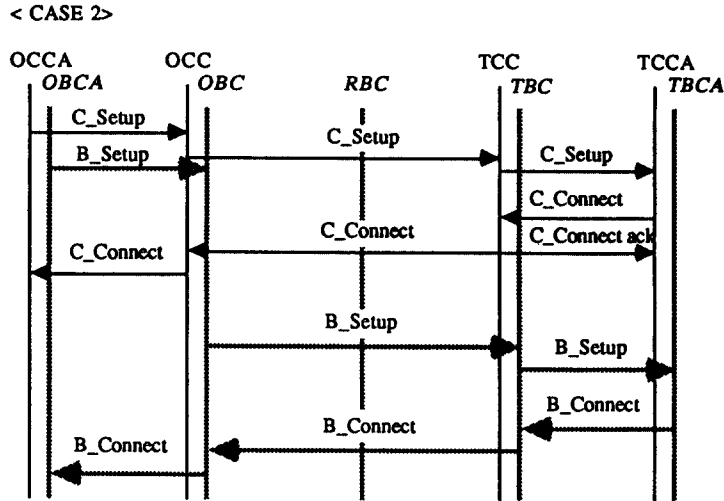 < CASE 2>
OCCA OCC TCC TCCA
OBCA OBC RBC TBC TBCA
C_Setup
C_Setup
B_Setup
C_Setup
C_Connect
C_Connect
C_Connect ack
C_Connect
B_Setup
B_Setup
B_Connect
B_Connect
B_Connect